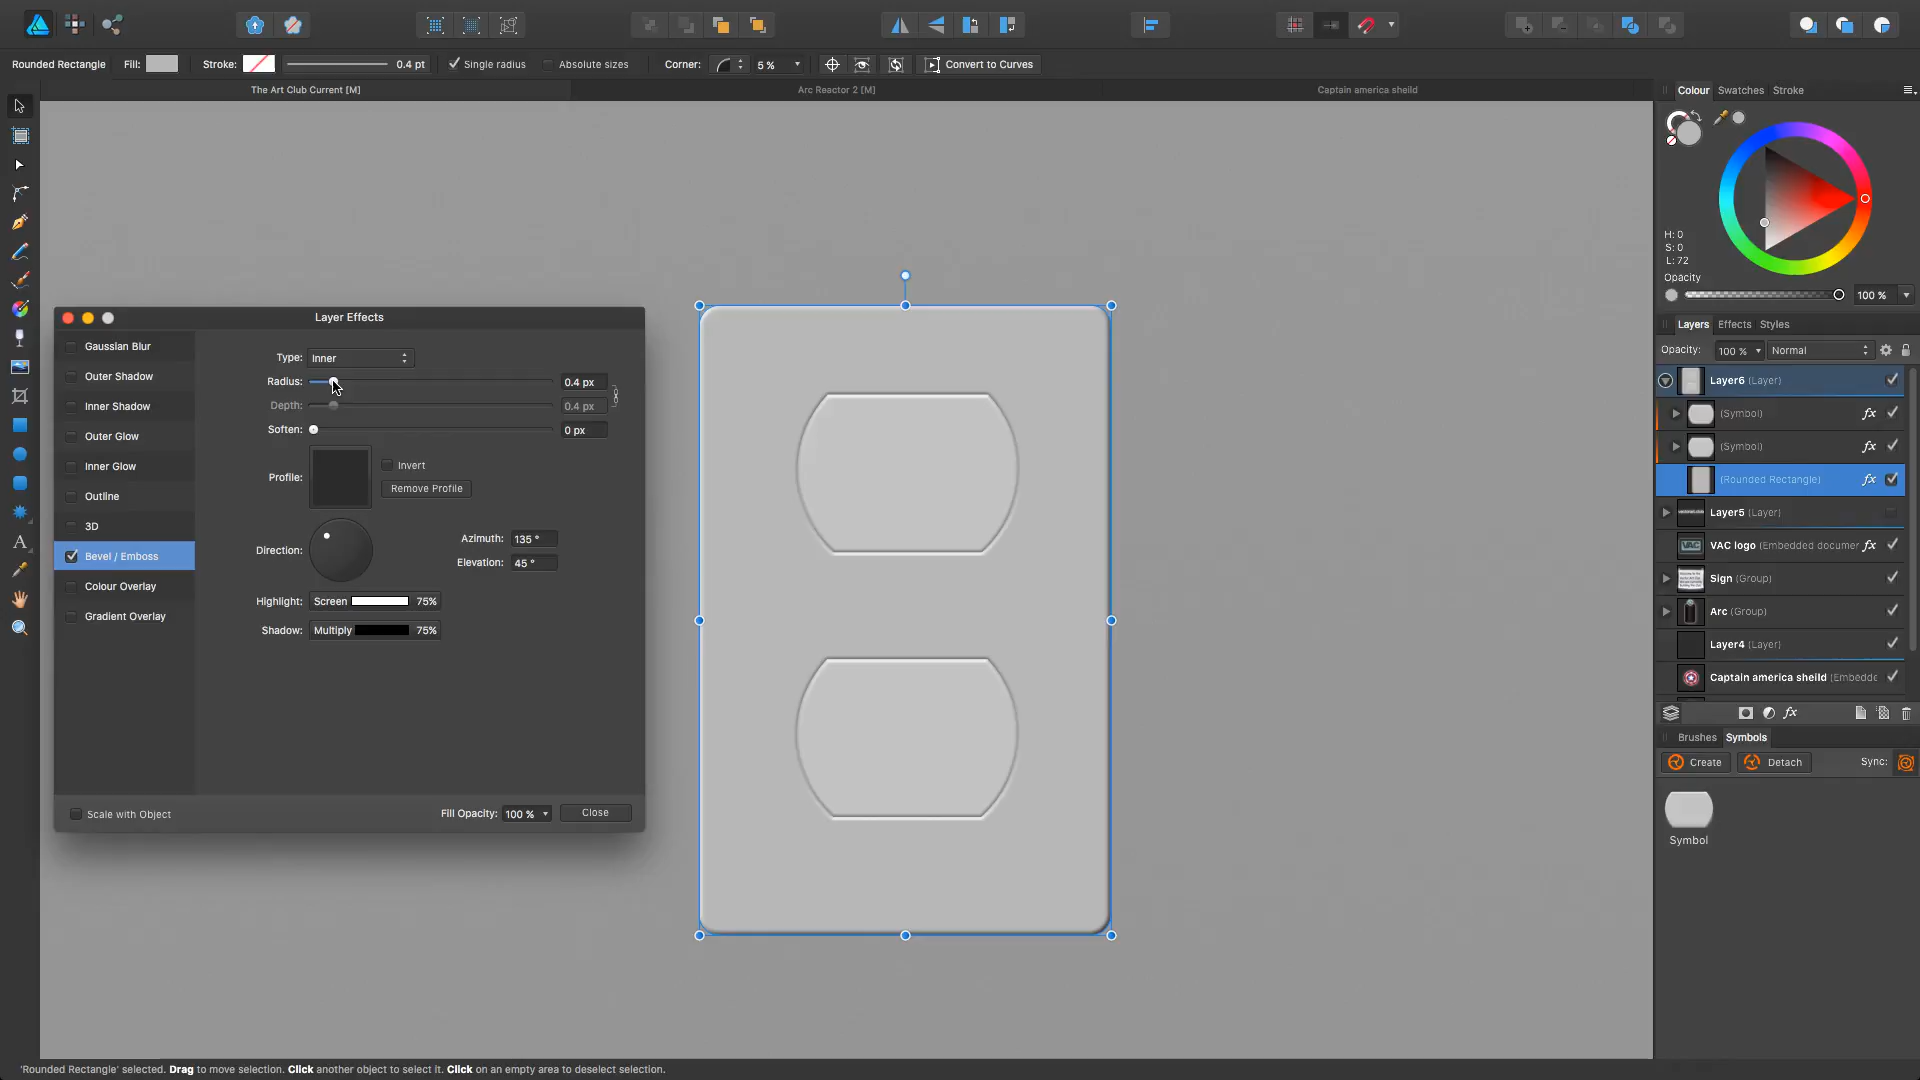 Rounded Rectangle Fill: Stroke: 0.4 pt Single radius Absolute sizes Corner: 5 % Convert to Curves
The Art Club Current [M] Arc Reactor 2 [M] Captain america sheild
Colour Swatches Stroke
H: 0
S: 0
L: 72
Opacity
100 %
Layers Effects Styles
Opacity: 100 % Normal
Layer6 (Layer)
(Symbol) fx
(Symbol) fx
(Rounded Rectangle) fx
Layer5 (Layer)
VAC logo (Embedded documer fx
Sign (Group)
Arc (Group)
Layer4 (Layer)
Captain america sheild (Embedde
fx
Brushes Symbols
Create Detach Sync:
Symbol
Layer Effects
Gaussian Blur
Outer Shadow
Inner Shadow
Outer Glow
Inner Glow
Outline
3D
Bevel / Emboss
Colour Overlay
Gradient Overlay
Type: Inner
Radius: 0.4 px
Depth: 0.4 px
Soften: 0 px
Profile: Invert
Remove Profile
Direction: Azimuth: 135 °
Elevation: 45 °
Highlight: Screen 75%
Shadow: Multiply 75%
Scale with Object Fill Opacity: 100 % Close
'Rounded Rectangle' selected. Drag to move selection. Click another object to select it. Click on an empty area to deselect selection.